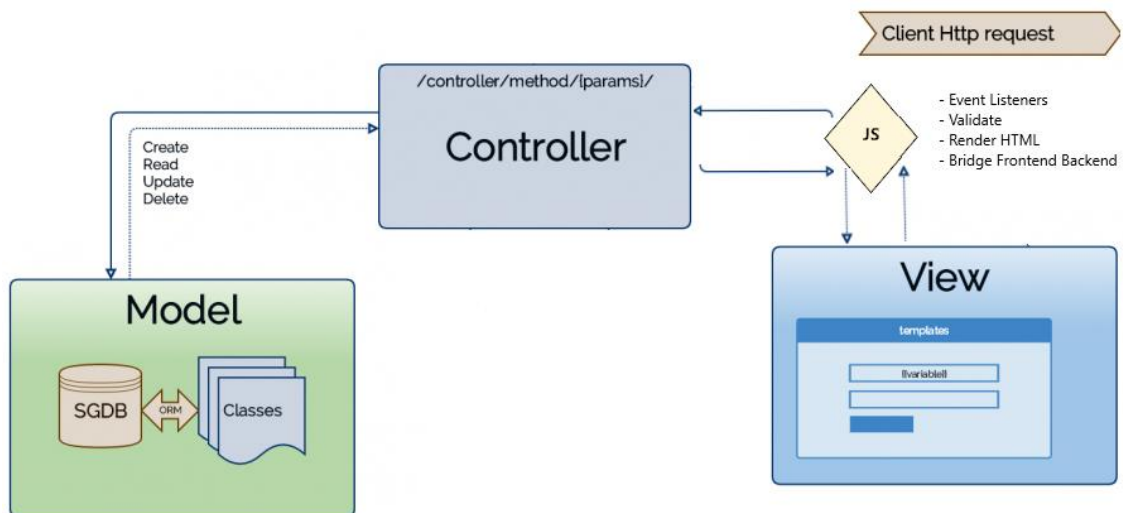 Client Http request
/controller/method/{params}/
Controller
JS
- Event Listeners
- Validate
- Render HTML
- Bridge Frontend Backend
Create
Read
Update
Delete
Model
SGDB
ORM
Classes
View
templates
{{variable}}